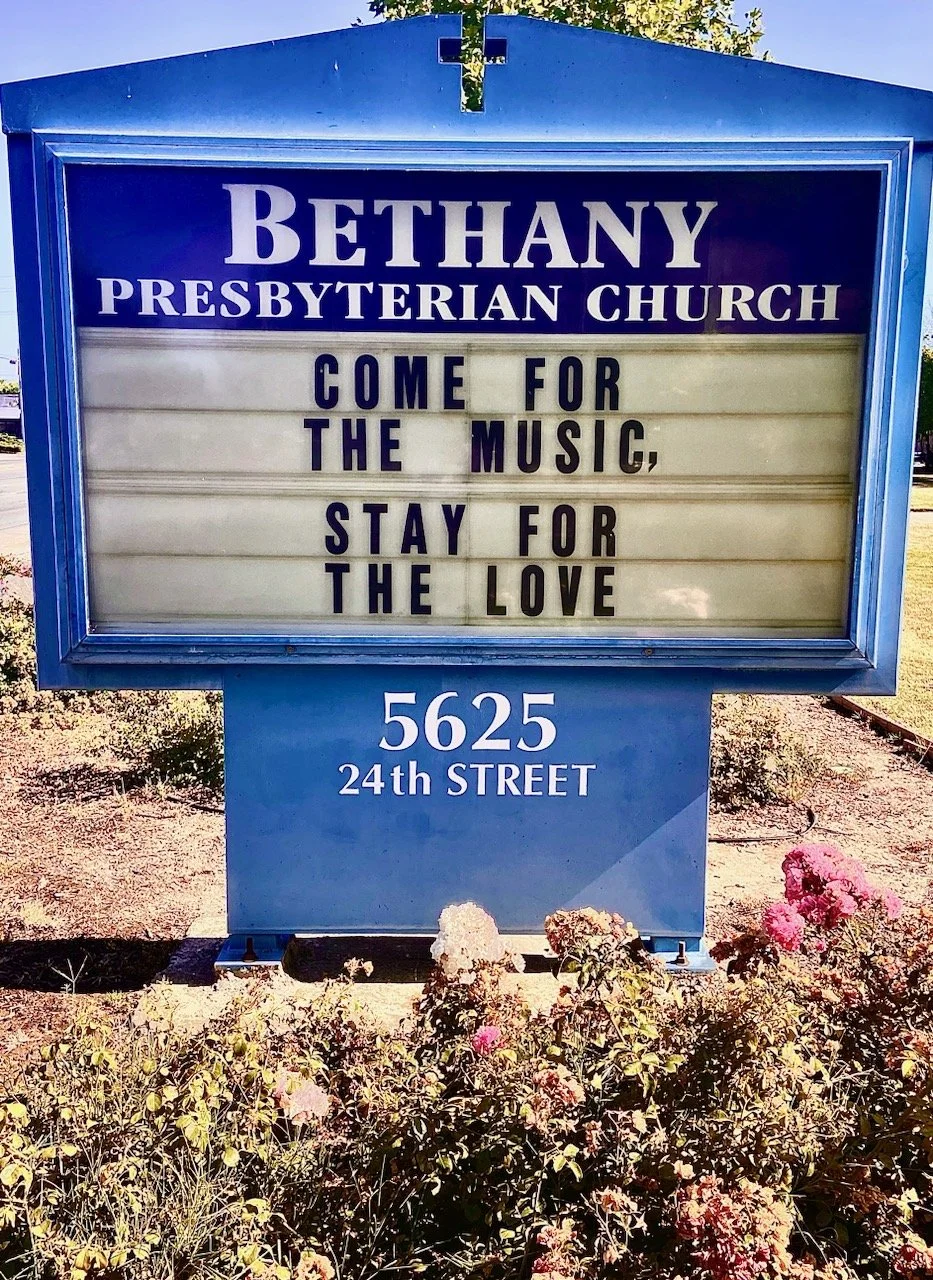 BETHANY
PRESBYTERIAN CHURCH
COME FOR
THE MUSIC,
STAY FOR
THE LOVE
5625
24th STREET